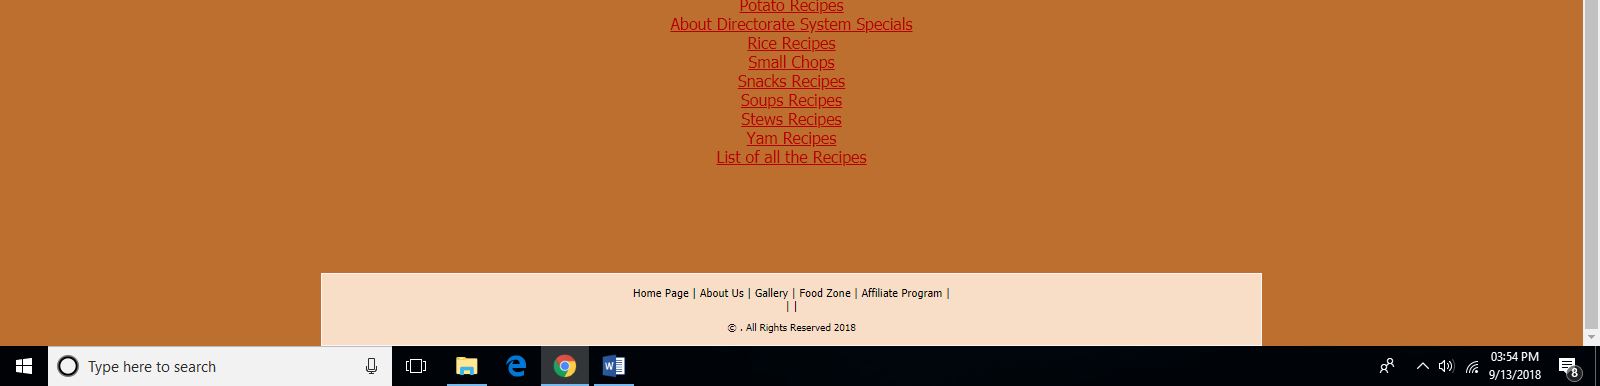 Potato Recipes
About Directorate System Specials
Rice Recipes
Small Chops
Snacks Recipes
Soups Recipes
Stews Recipes
Yam Recipes
List of all the Recipes
Home Page | About Us | Gallery | Food Zone | Affiliate Program |
| |
© . All Rights Reserved 2018
Type here to search
03:54 PM
9/13/2018
8